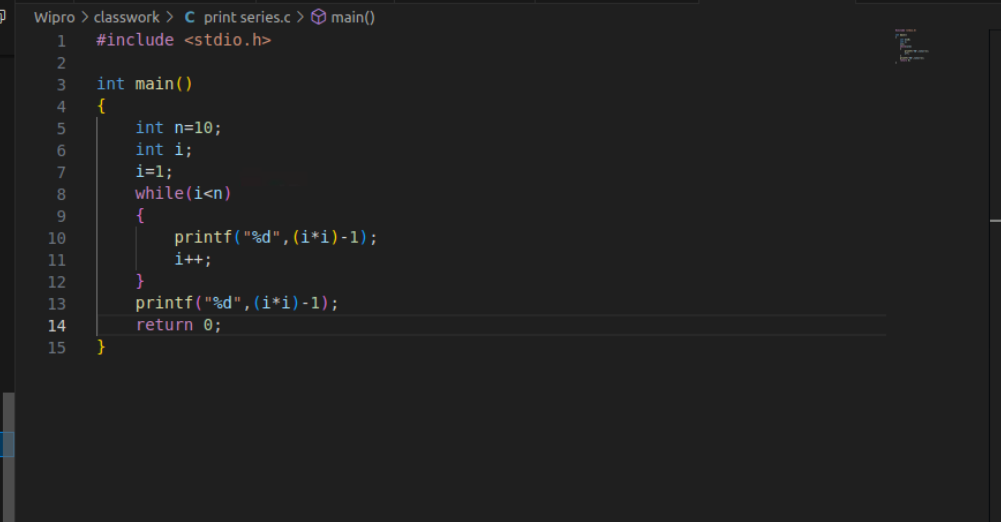 Wipro > classwork > C print series.c > main()
1 #include <stdio.h>
2
3 int main()
4 {
5     int n=10;
6     int i;
7     i=1;
8     while(i<n)
9     {
10         printf("%d",(i*i)-1);
11         i++;
12     }
13     printf("%d",(i*i)-1);
14     return 0;
15 }